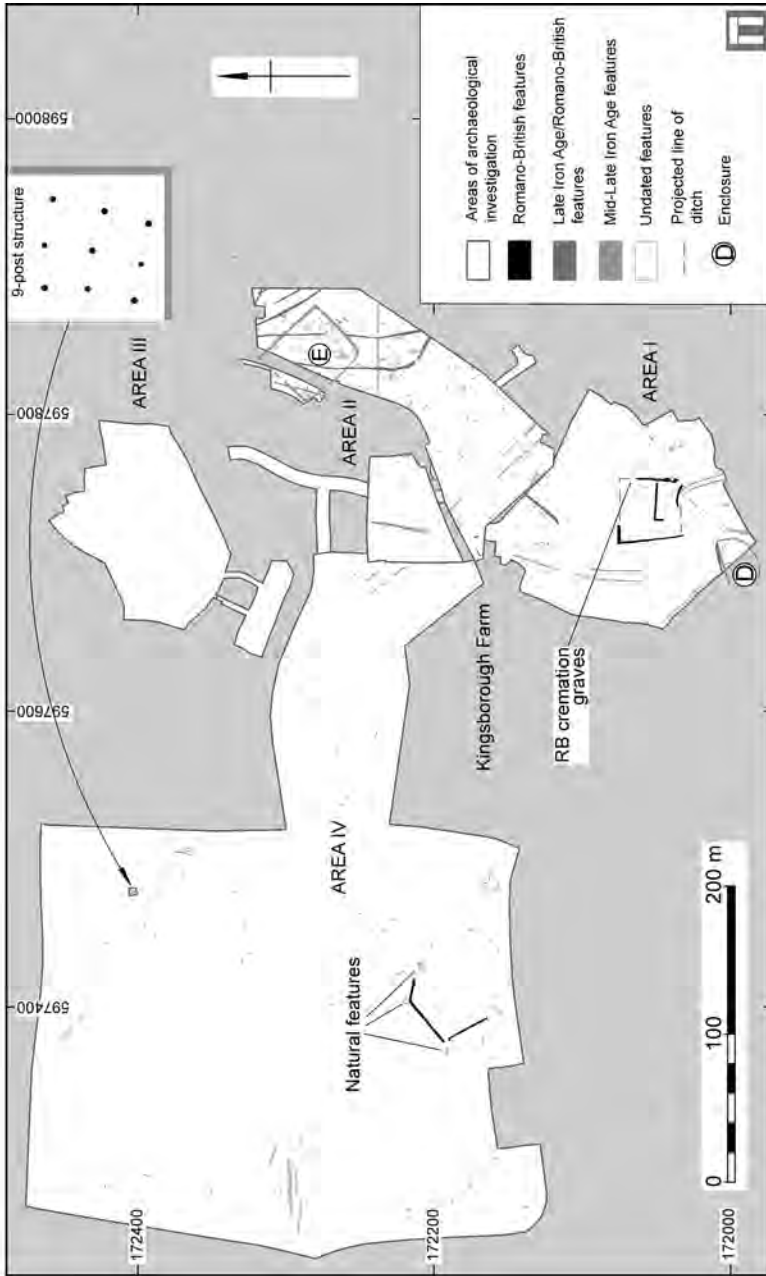 9-post structure
598000
597800
597600
597400
172400
172200
172000
AREA III
AREA II
AREA IV
AREA I
E
D
Natural features
Kingsborough Farm
RB cremation
graves
0
100
200 m
Areas of archaeological
investigation
Romano-British features
Late Iron Age/Romano-British
features
Mid-Late Iron Age features
Undated features
Projected line of
ditch
D Enclosure